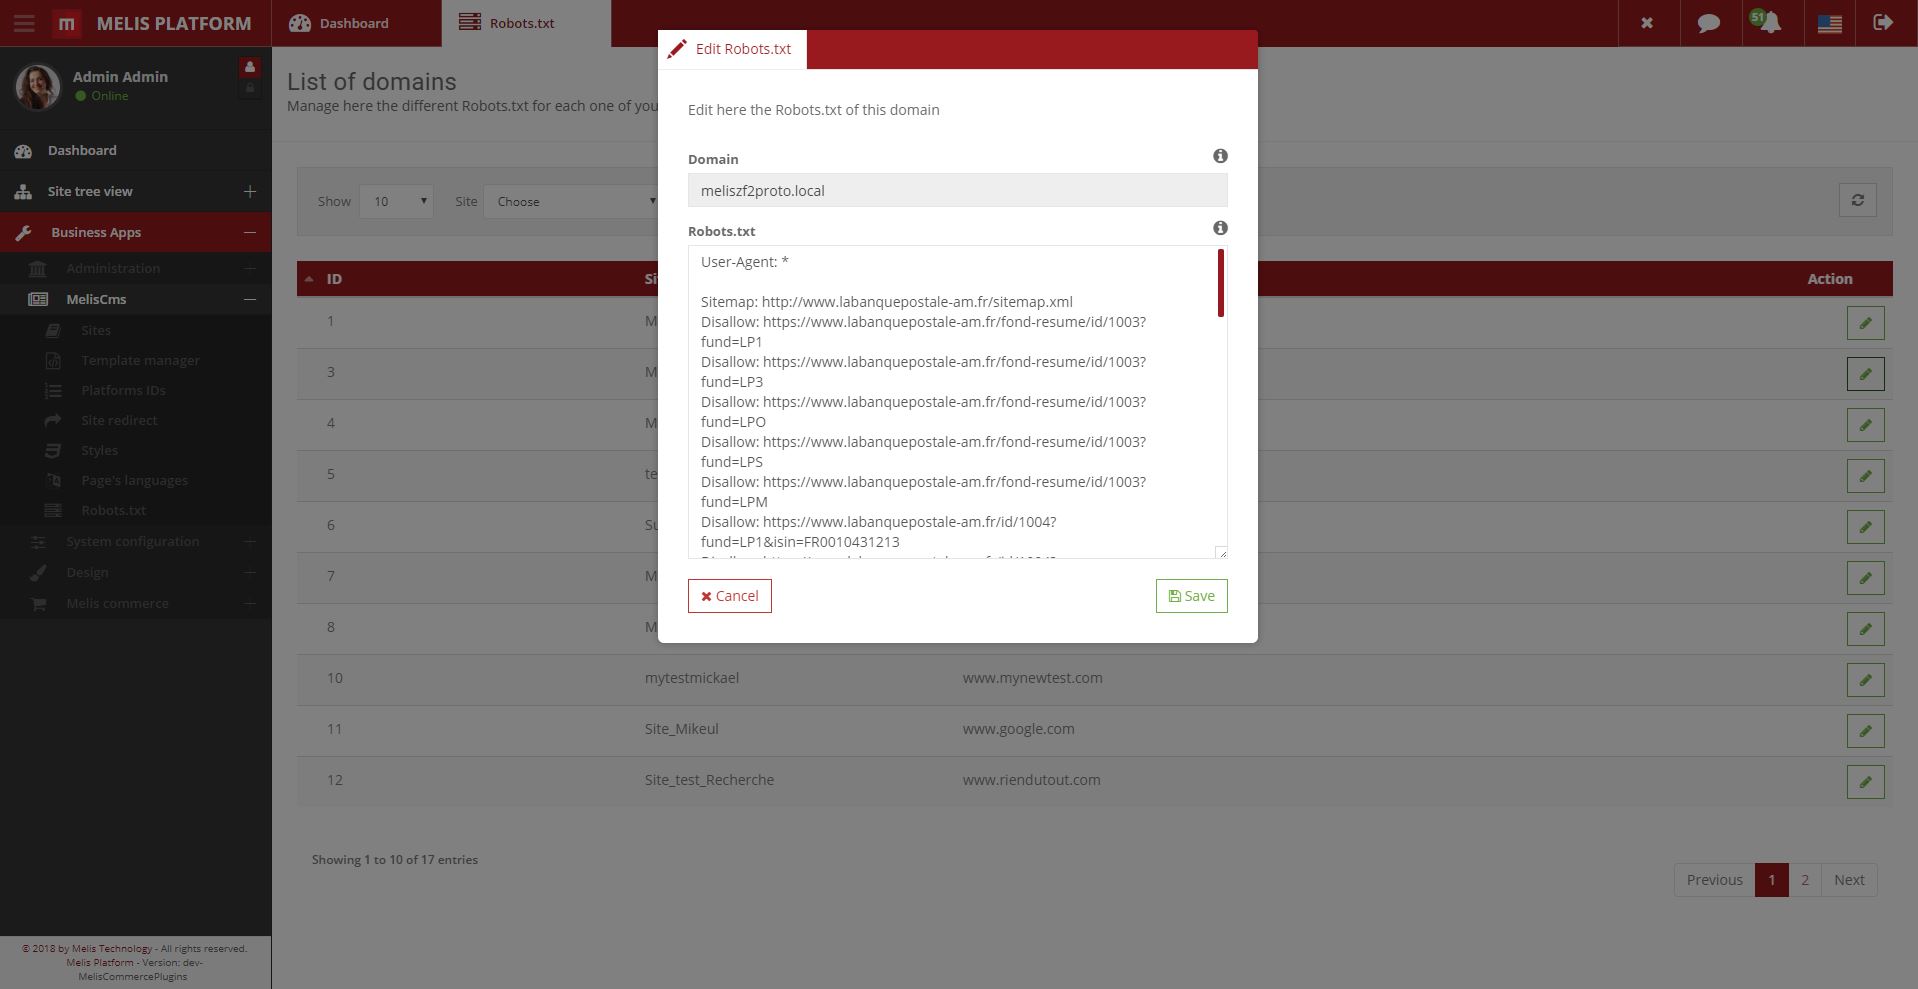 MELIS PLATFORM
Dashboard
Robots.txt
51
Admin Admin
Online
Dashboard
Site tree view
Business Apps
Administration
MelisCms
Sites
Template manager
Platforms IDs
Site redirect
Styles
Page's languages
Robots.txt
System configuration
Design
Melis commerce
© 2018 by Melis Technology - All rights reserved.
Melis Platform - Version: dev-
MelisCommercePlugins
List of domains
Manage here the different Robots.txt for each one of you
Show 10 Site Choose
ID Si Action
1 M
3 M
4 M
5 te
6 Su
7 M
8 M
10 mytestmickael www.mynewtest.com
11 Site_Mikeul www.google.com
12 Site_test_Recherche www.riendutout.com
Showing 1 to 10 of 17 entries
Previous 1 2 Next
Edit Robots.txt
Edit here the Robots.txt of this domain
Domain
meliszf2proto.local
Robots.txt
User-Agent: *
Sitemap: http://www.labanquepostale-am.fr/sitemap.xml
Disallow: https://www.labanquepostale-am.fr/fond-resume/id/1003?
fund=LP1
Disallow: https://www.labanquepostale-am.fr/fond-resume/id/1003?
fund=LP3
Disallow: https://www.labanquepostale-am.fr/fond-resume/id/1003?
fund=LPO
Disallow: https://www.labanquepostale-am.fr/fond-resume/id/1003?
fund=LPS
Disallow: https://www.labanquepostale-am.fr/fond-resume/id/1003?
fund=LPM
Disallow: https://www.labanquepostale-am.fr/id/1004?
fund=LP1&isin=FR0010431213
Cancel
Save